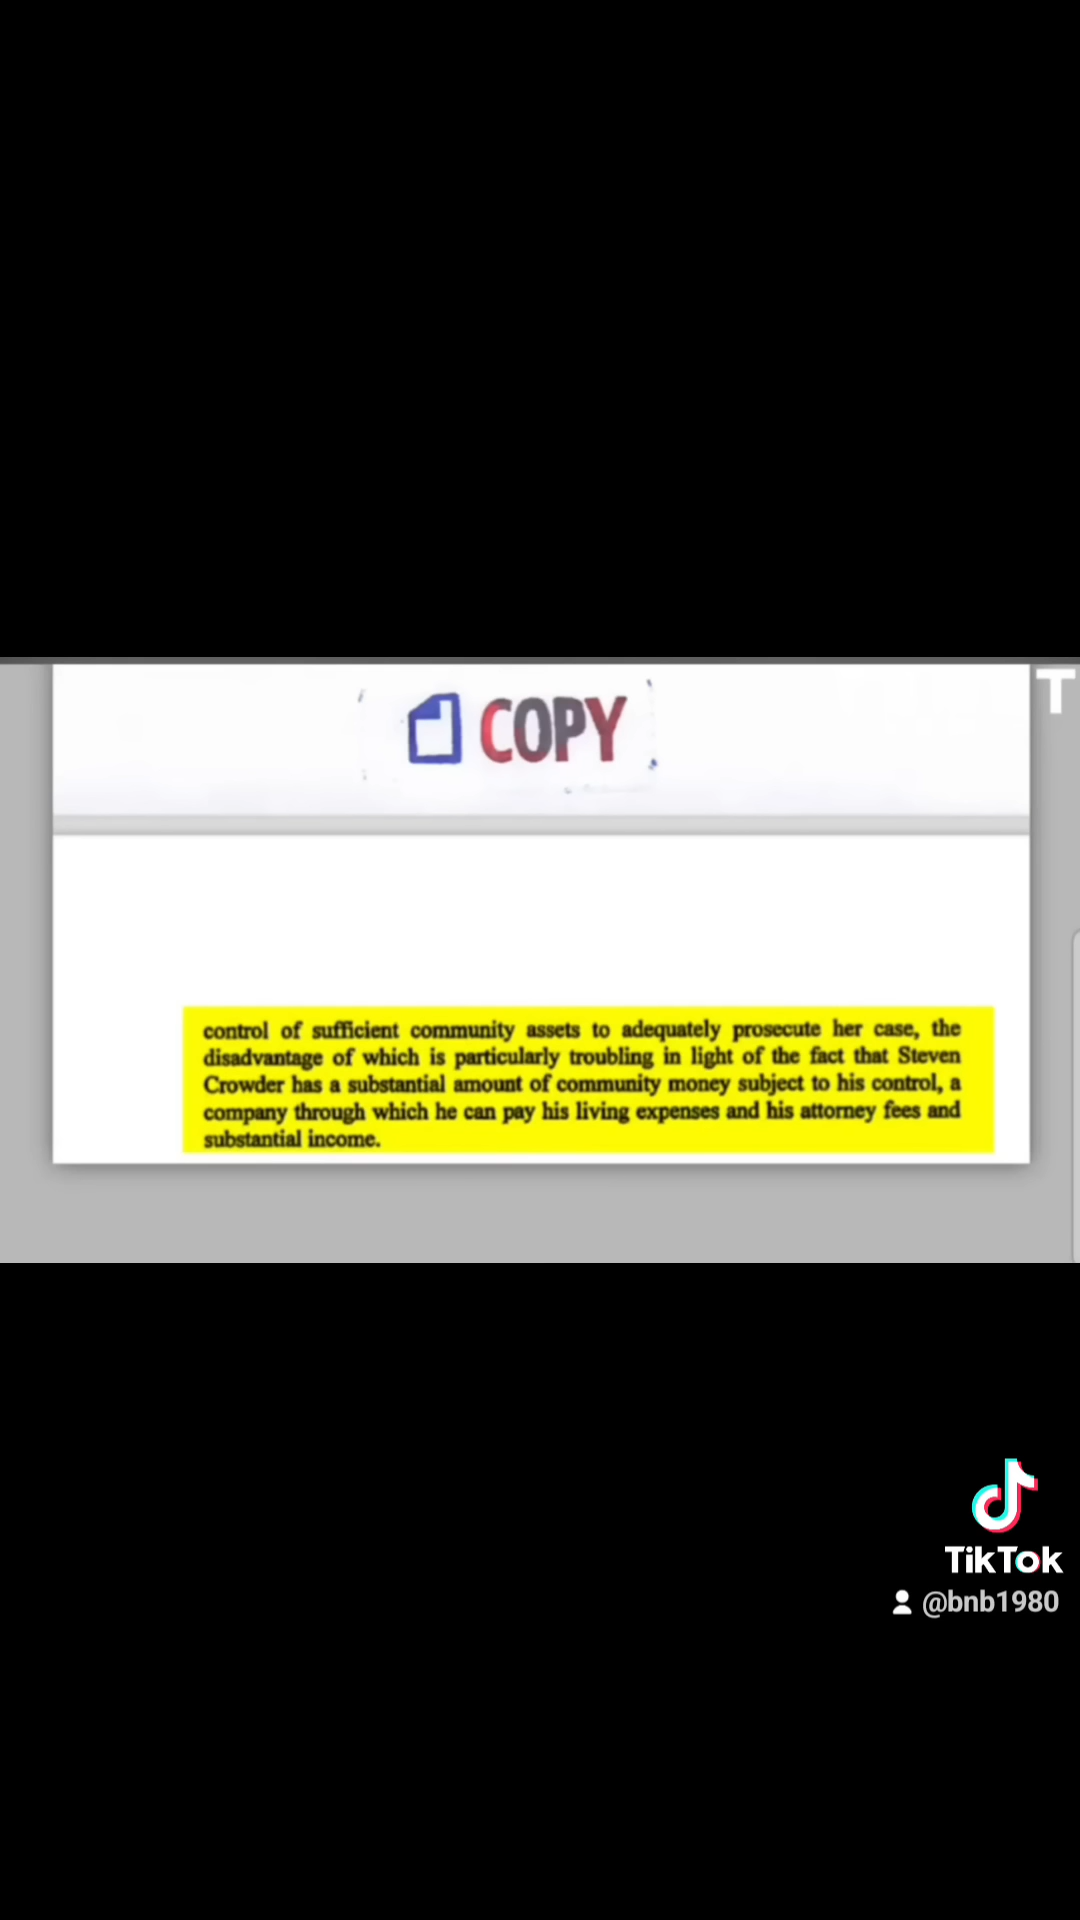 T
COPY
control of sufficient community assets to adequately prosecute her case, the
disadvantage of which is particularly troubling in light of the fact that Steven
Crowder has a substantial amount of community money subject to his control, a
company through which he can pay his living expenses and his attorney fees and
substantial income.
TikTok
@bnb1980